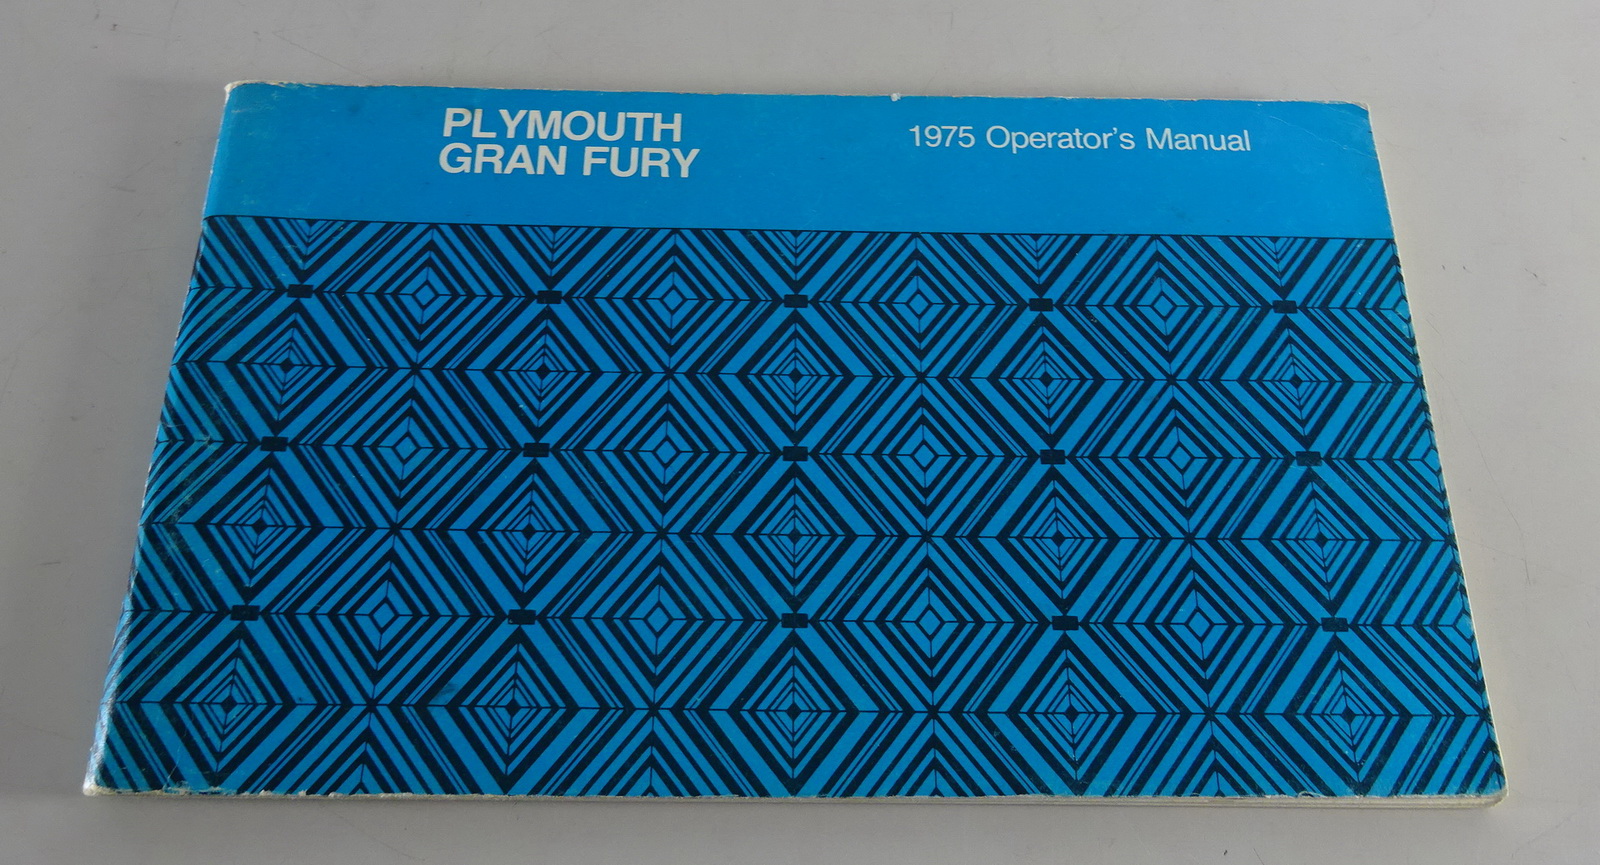 PLYMOUTH
GRAN FURY
1975 Operator's Manual